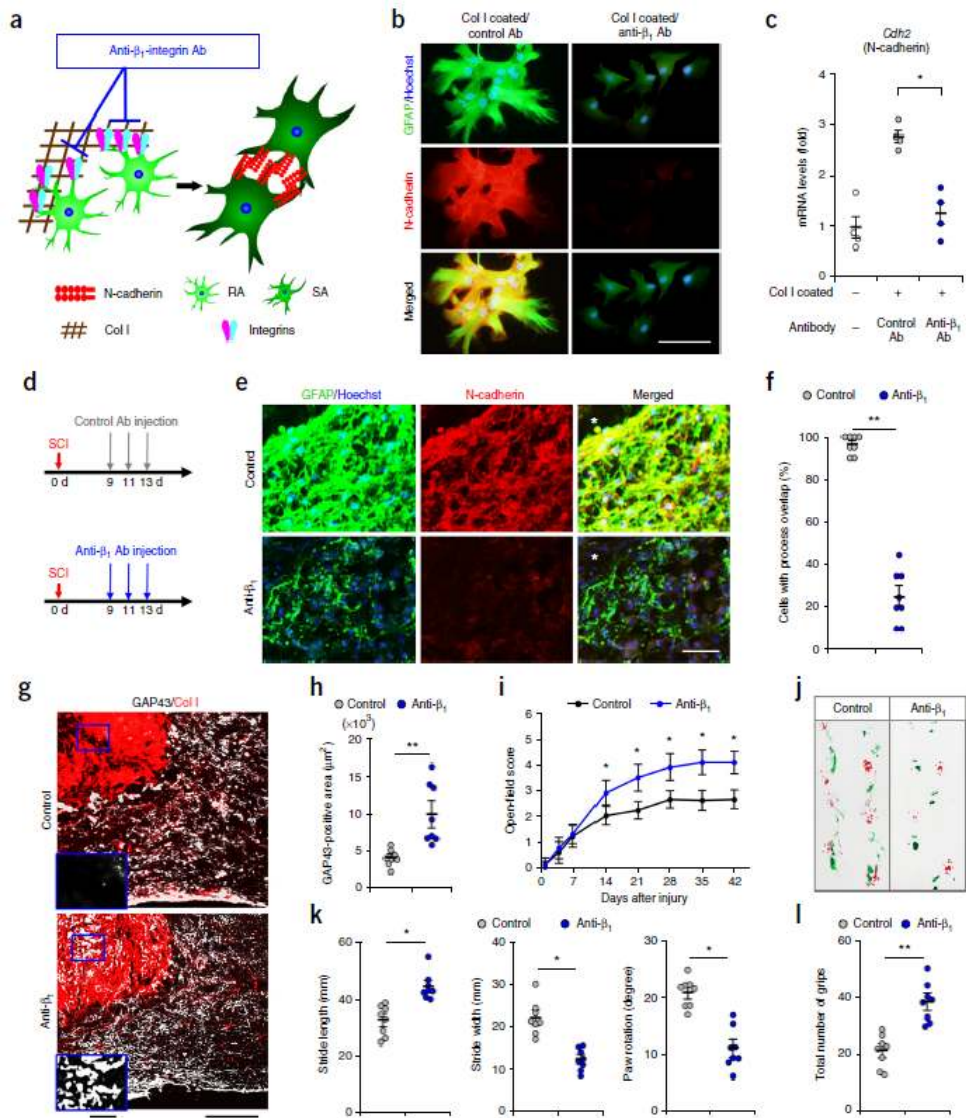 a
Anti-β1-integrin Ab
N-cadherin
RA
SA
Col I
Integrins
b
Col I coated/
control Ab
Col I coated/
anti-β1 Ab
GFAP/Hoechst
N-cadherin
Merged
c
Cdh2
(N-cadherin)
mRNA levels (fold)
4
3
2
1
0
*
Col I coated
–
+
+
Antibody
–
Control
Ab
Anti-β1
Ab
d
Control Ab injection
SCI
0 d
9
11
13 d
Anti-β1 Ab injection
SCI
0 d
9
11
13 d
e
GFAP/Hoechst
N-cadherin
Merged
Control
Anti-β1
*
*
f
Control
Anti-β1
**
Cells with process overlap (%)
100
80
60
40
20
0
g
GAP43/Col I
Control
Anti-β1
h
Control
Anti-β1
(×10³)
GAP43-positive area (µm²)
20
15
10
5
0
**
i
Control
Anti-β1
Open-field score
6
5
4
3
2
1
0
* * * * *
0 7 14 21 28 35 42
Days after injury
j
Control
Anti-β1
k
Control
Anti-β1
Stride length (mm)
60
40
20
0
*
Stride width (mm)
40
30
20
10
0
*
Paw rotation (degree)
30
20
10
0
*
l
Control
Anti-β1
Total number of grips
60
40
20
0
**